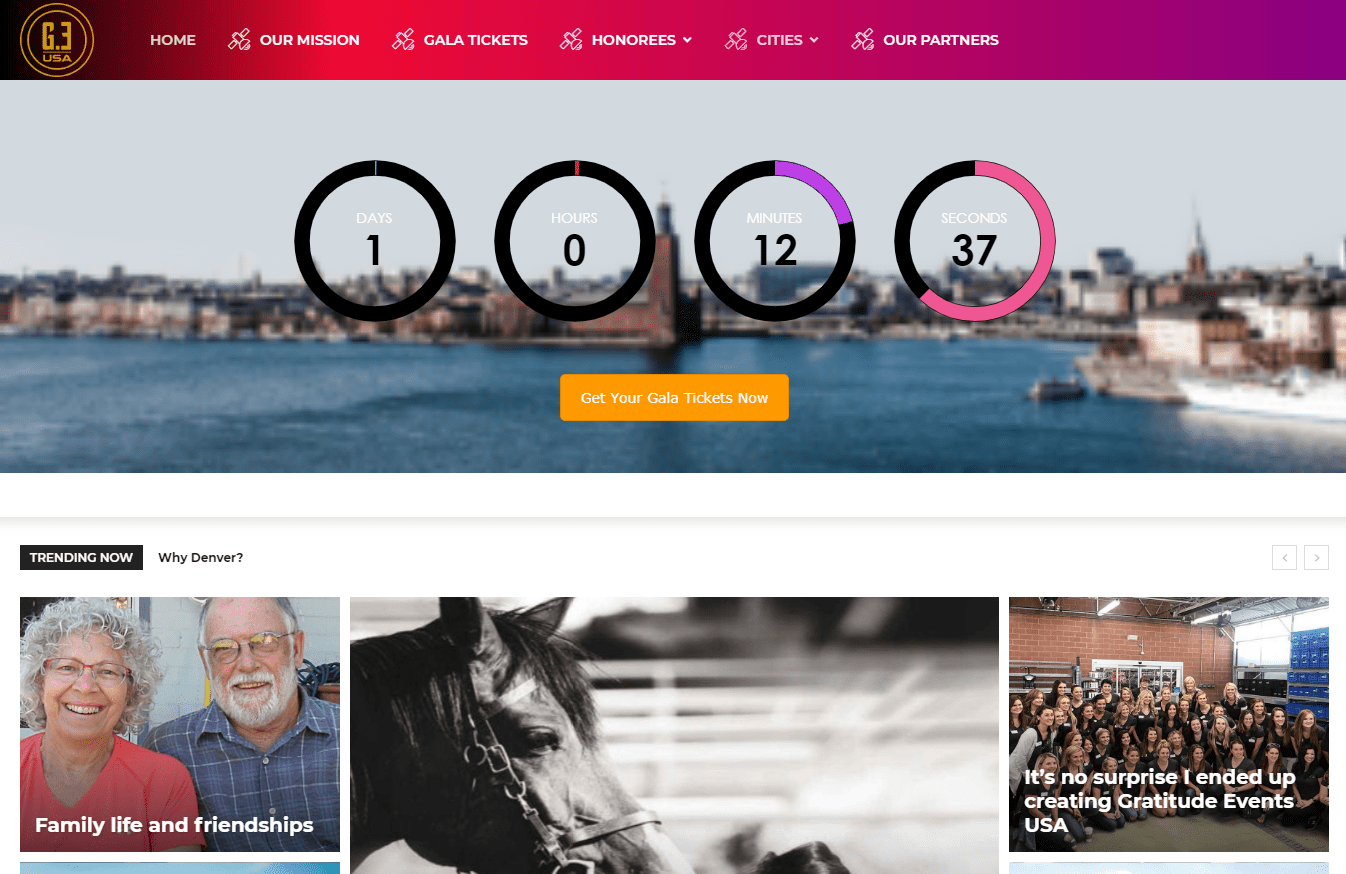 G.E
USA
HOME
OUR MISSION
GALA TICKETS
HONOREES
CITIES
OUR PARTNERS
DAYS
1
HOURS
0
MINUTES
12
SECONDS
37
Get Your Gala Tickets Now
TRENDING NOW
Why Denver?
Family life and friendships
It's no surprise I ended up
creating Gratitude Events
USA